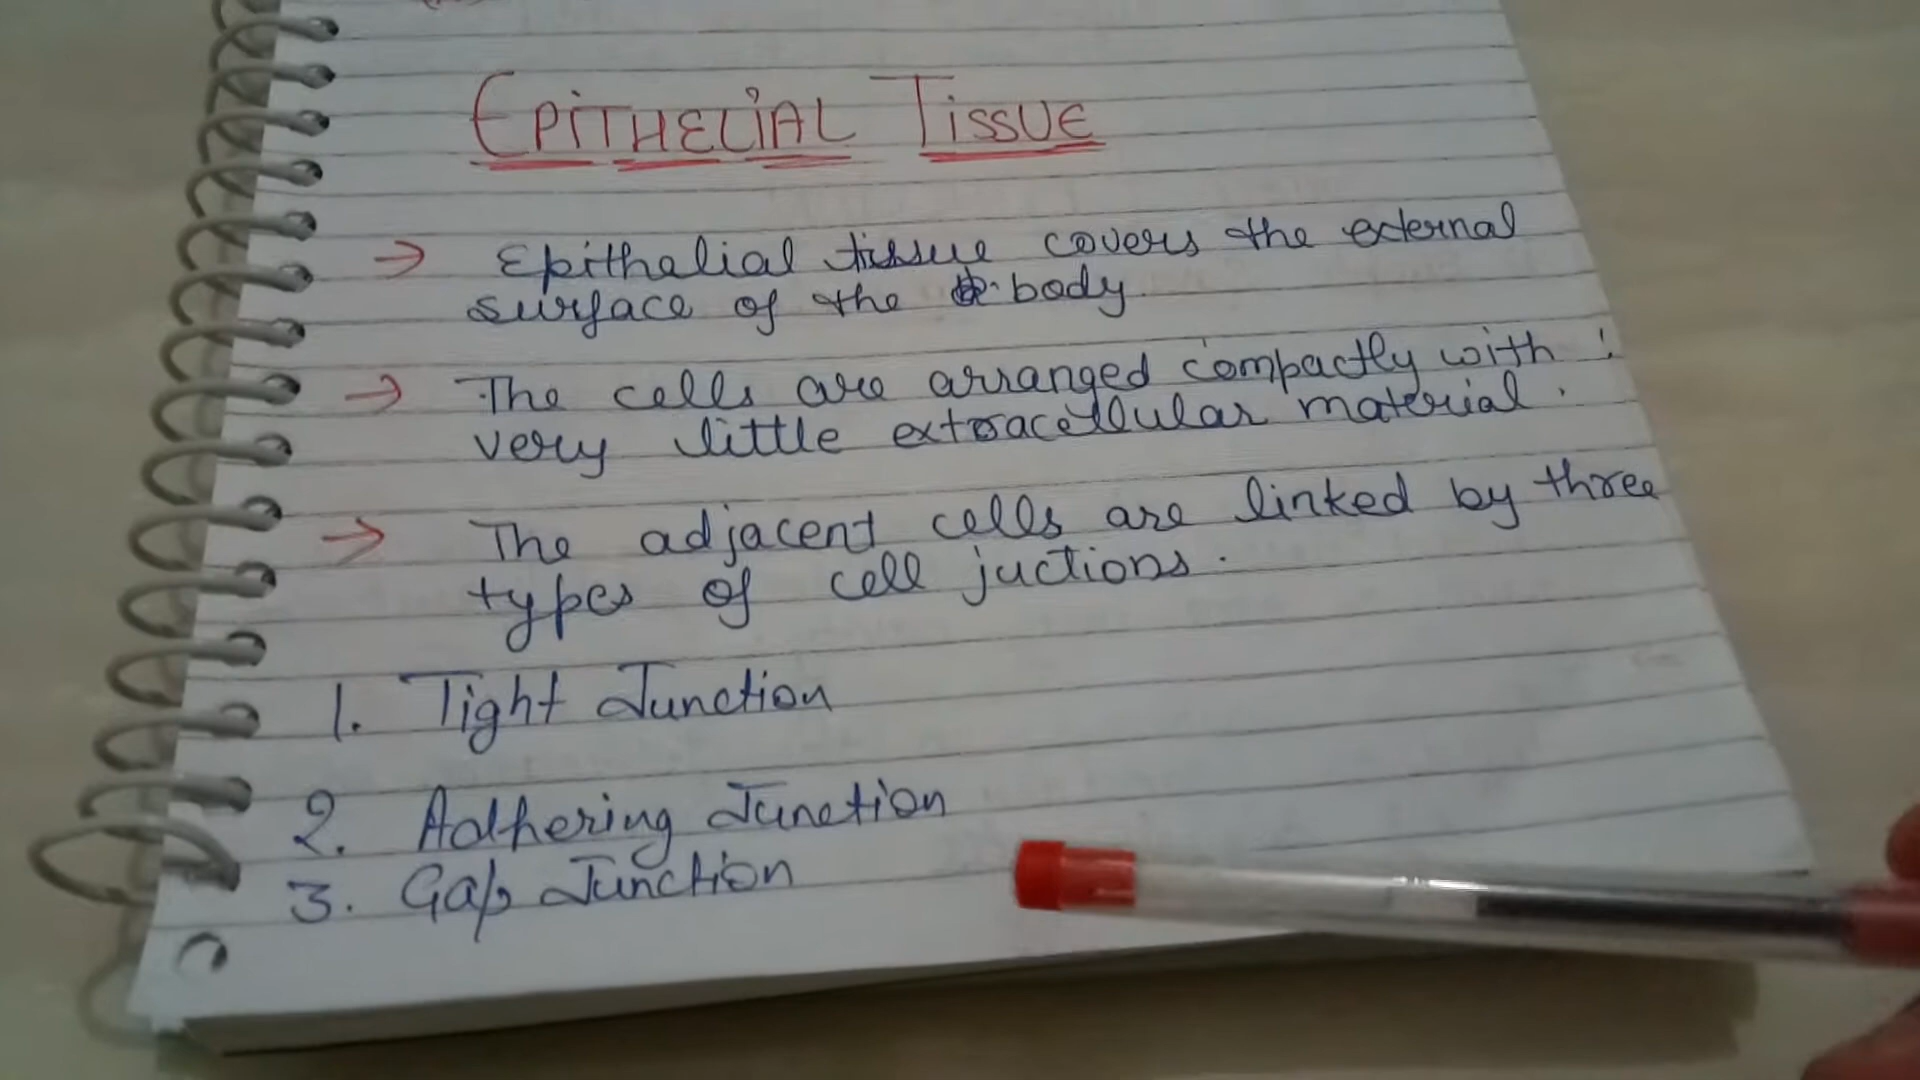 EPITHELIAL TISSUE
→ Epithelial tissue covers the external
surface of the body.
→ The cells are arranged compactly with
very little extracellular material.
→ The adjacent cells are linked by three
types of cell juctions.
1. Tight Junction
2. Adhering Junction
3. Gap Junction